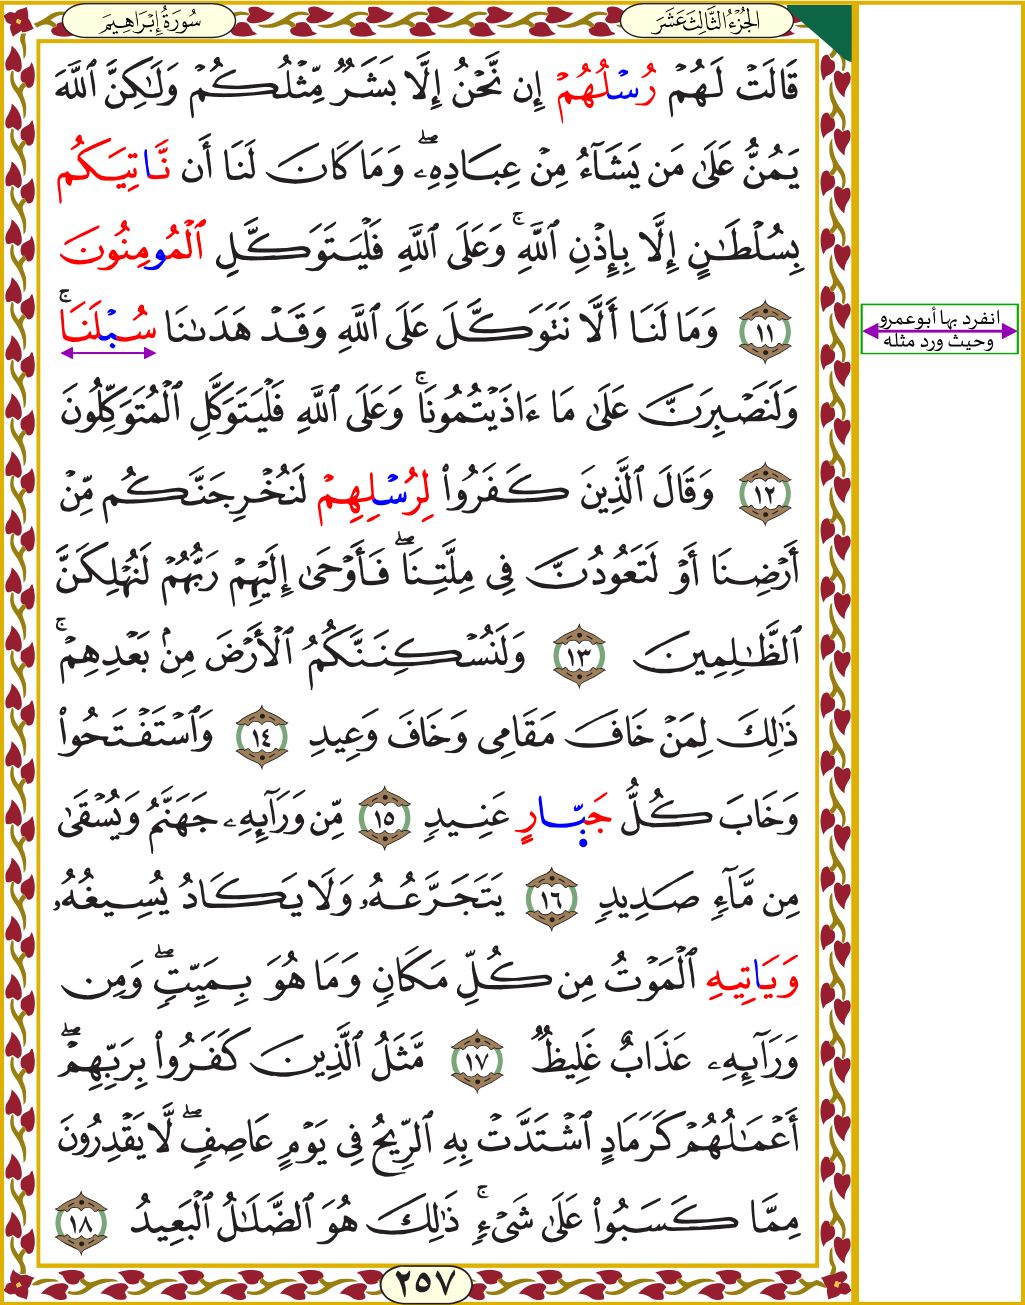 سُورَةُ إِبْرَاهِيمَ
الجُزْءُ الثَّالِثَ عَشَرَ
قَالَتْ لَهُمْ رُسْلُهُمْ إِن نَّحْنُ إِلَّا بَشَرٌ مِّثْلُكُمْ وَلَٰكِنَّ ٱللَّهَ
يَمُنُّ عَلَىٰ مَن يَشَآءُ مِنْ عِبَادِهِۦۖ وَمَا كَانَ لَنَا أَن نَّاتِيَكُم
بِسُلْطَٰنٍ إِلَّا بِإِذْنِ ٱللَّهِۚ وَعَلَى ٱللَّهِ فَلْيَتَوَكَّلِ ٱلْمُومِنُونَ
١١ وَمَا لَنَا أَلَّا نَتَوَكَّلَ عَلَى ٱللَّهِ وَقَدْ هَدَىٰنَا سُبْلَنَاۚ
وَلَنَصْبِرَنَّ عَلَىٰ مَا ءَاذَيْتُمُونَاۚ وَعَلَى ٱللَّهِ فَلْيَتَوَكَّلِ ٱلْمُتَوَكِّلُونَ
١٢ وَقَالَ ٱلَّذِينَ كَفَرُوا۟ لِرُسْلِهِمْ لَنُخْرِجَنَّكُم مِّنْ
أَرْضِنَا أَوْ لَتَعُودُنَّ فِى مِلَّتِنَاۖ فَأَوْحَىٰ إِلَيْهِمْ رَبُّهُمْ لَنُهْلِكَنَّ
ٱلظَّٰلِمِينَ ١٣ وَلَنُسْكِنَنَّكُمُ ٱلْأَرْضَ مِنۢ بَعْدِهِمْۚ
ذَٰلِكَ لِمَنْ خَافَ مَقَامِى وَخَافَ وَعِيدِ ١٤ وَٱسْتَفْتَحُوا۟
وَخَابَ كُلُّ جَبّ۪ارٍ عَنِيدٍ ١٥ مِّن وَرَآئِهِۦ جَهَنَّمُ وَيُسْقَىٰ
مِن مَّآءٍ صَدِيدٍ ١٦ يَتَجَرَّعُهُۥ وَلَا يَكَادُ يُسِيغُهُۥ
وَيَاتِيهِ ٱلْمَوْتُ مِن كُلِّ مَكَانٍ وَمَا هُوَ بِمَيِّتٍۖ وَمِن
وَرَآئِهِۦ عَذَابٌ غَلِيظٌ ١٧ مَّثَلُ ٱلَّذِينَ كَفَرُوا۟ بِرَبِّهِمْۖ
أَعْمَٰلُهُمْ كَرَمَادٍ ٱشْتَدَّتْ بِهِ ٱلرِّيحُ فِى يَوْمٍ عَاصِفٍۖ لَّا يَقْدِرُونَ
مِمَّا كَسَبُوا۟ عَلَىٰ شَىْءٍۚ ذَٰلِكَ هُوَ ٱلضَّلَٰلُ ٱلْبَعِيدُ ١٨
انفرد بها أبوعمرو
وحيث ورد مثله
٢٥٧